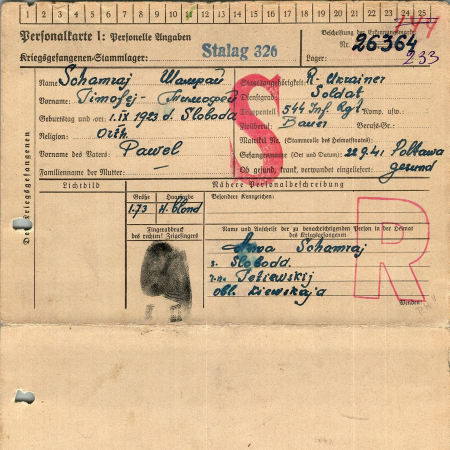 1 2 3 4 5 6 7 8 9 10 11 12 13 14 15 16 17 18 19 20 21 22 23 24 25
Personalkarte I: Personelle Angaben
Kriegsgefangenen-Stammlager: Stalag 326
Beschriftung der Erkennungsmarke
Nr. 26364
Lager: 233
Des Kriegsgefangenen
Name: Schamraj Шамрай
Vorname: Timofej-
Geburtstag und -ort: 1.IX 1923 d. Sloboda
Religion: Orth.
Vorname des Vaters: Pawel
Familienname der Mutter: —
Staatsangehörigkeit: R. Ukrainer
Dienstgrad: Soldat
Truppenteil: 544 Inf. Rgt Komp. usw.:
Zivilberuf: Bauer Berufs-Gr.:
Matrikel Nr. (Stammrolle des Heimatstaates):
Gefangennahme (Ort und Datum): 22.9.41 Poltawa
Ob gesund, krank, verwundet eingeliefert: gesund
S
Lichtbild
Nähere Personalbeschreibung
Größe Haarfarbe Besondere Kennzeichen:
1.73 H-blond
Fingerabdruck
des rechten! Zeigefingers
Name und Anschrift der zu benachrichtigenden Person in der Heimat
des Kriegsgefangenen
Anna Schamraj
s. Slobodd.
obl. Kiewskaja
R
Wenden!